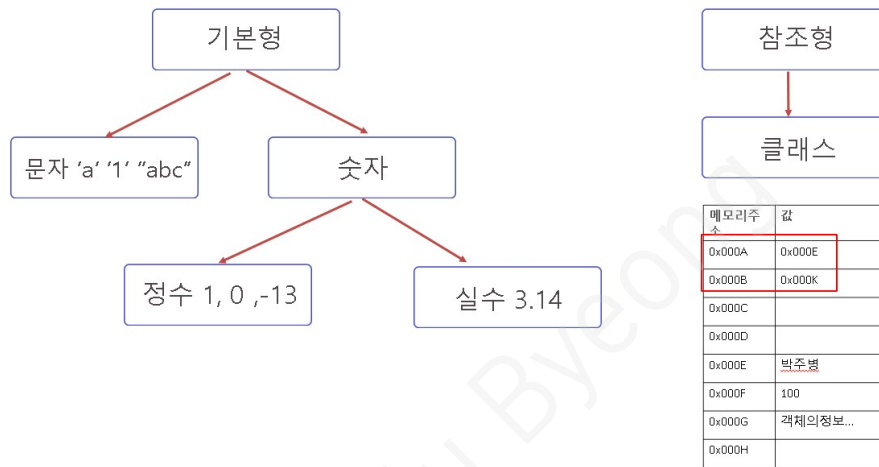 기본형
참조형
문자 ‘a’ ‘1’ “abc”
숫자
클래스
정수 1, 0 ,-13
실수 3.14
메모리주소 값
0x000A 0x000E
0x000B 0x000K
0x000C
0x000D
0x000E 박주병
0x000F 100
0x000G 객체의정보...
0x000H
Byeong